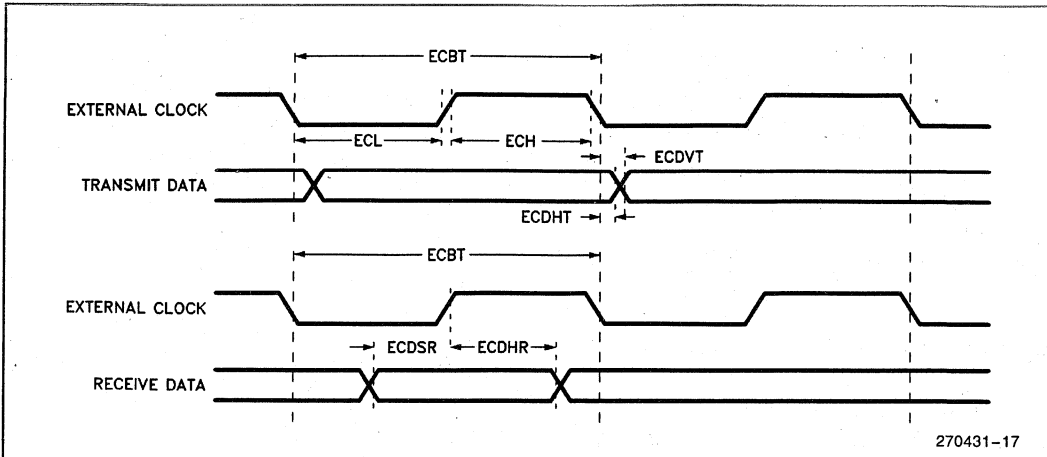 ECBT
EXTERNAL CLOCK
ECL ECH
ECDVT
TRANSMIT DATA
ECDHT
ECBT
EXTERNAL CLOCK
ECDSR ECDHR
RECEIVE DATA
270431-17